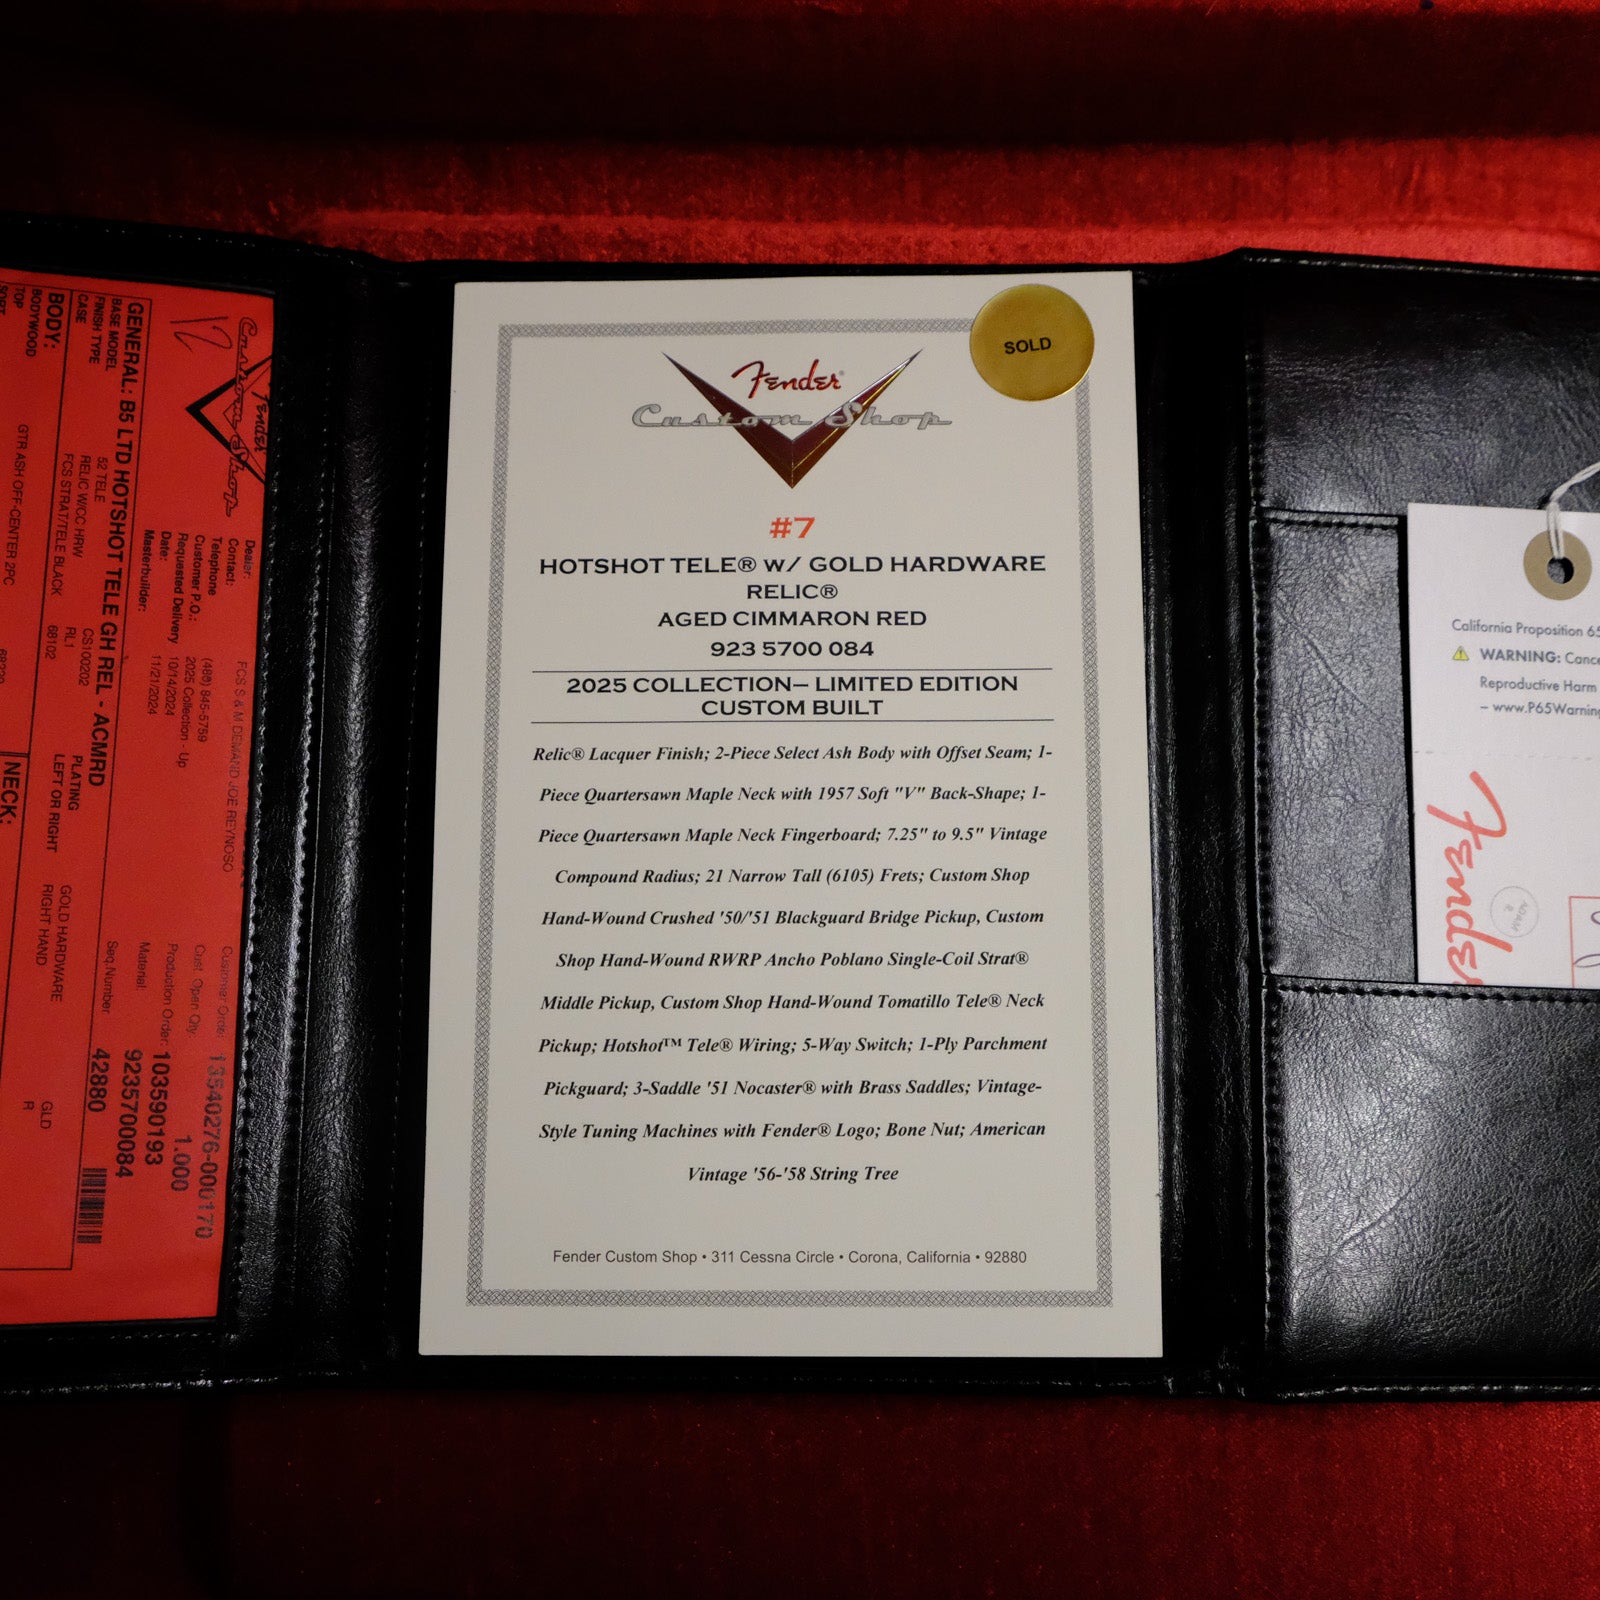 12
Fender
Custom Shop
Dealer:
FCS S & M DEMAND JOE REYNOSO
Contact:
Telephone
(480) 845-5759
Customer P.O.:
2025 Collection - Up
Requested Delivery
10/14/2024
Date:
11/21/2024
Masterbuilder:
Customer Order:
Cust. Open Qty:
1.000
Production Order:
103590193
Material:
9235700084
Seq.Number
42880
GENERAL: B5 LTD HOTSHOT TELE GH REL - ACMRD
BASE MODEL
52 TELE
CS100202
PLATING
GOLD HARDWARE
GLD
FINISH TYPE
RELIC W/CC HRW
RL1
LEFT OR RIGHT
RIGHT HAND
R
CASE
FCS STRAT/TELE BLACK
68102
BODY:
NECK:
BODYWOOD
GTR ASH OFF-CENTER 2PC
TOP
SOLD
Fender®
Custom Shop
#7
HOTSHOT TELE® W/ GOLD HARDWARE
RELIC®
AGED CIMMARON RED
923 5700 084
2025 COLLECTION— LIMITED EDITION
CUSTOM BUILT
Relic® Lacquer Finish; 2-Piece Select Ash Body with Offset Seam; 1-
Piece Quartersawn Maple Neck with 1957 Soft "V" Back-Shape; 1-
Piece Quartersawn Maple Neck Fingerboard; 7.25" to 9.5" Vintage
Compound Radius; 21 Narrow Tall (6105) Frets; Custom Shop
Hand-Wound Crushed '50/'51 Blackguard Bridge Pickup, Custom
Shop Hand-Wound RWRP Ancho Poblano Single-Coil Strat®
Middle Pickup, Custom Shop Hand-Wound Tomatillo Tele® Neck
Pickup; Hotshot™ Tele® Wiring; 5-Way Switch; 1-Ply Parchment
Pickguard; 3-Saddle '51 Nocaster® with Brass Saddles; Vintage-
Style Tuning Machines with Fender® Logo; Bone Nut; American
Vintage '56-'58 String Tree
Fender Custom Shop • 311 Cessna Circle • Corona, California • 92880
California Proposition 65
WARNING: Cance
Reproductive Harm
– www.P65Warning
Fender